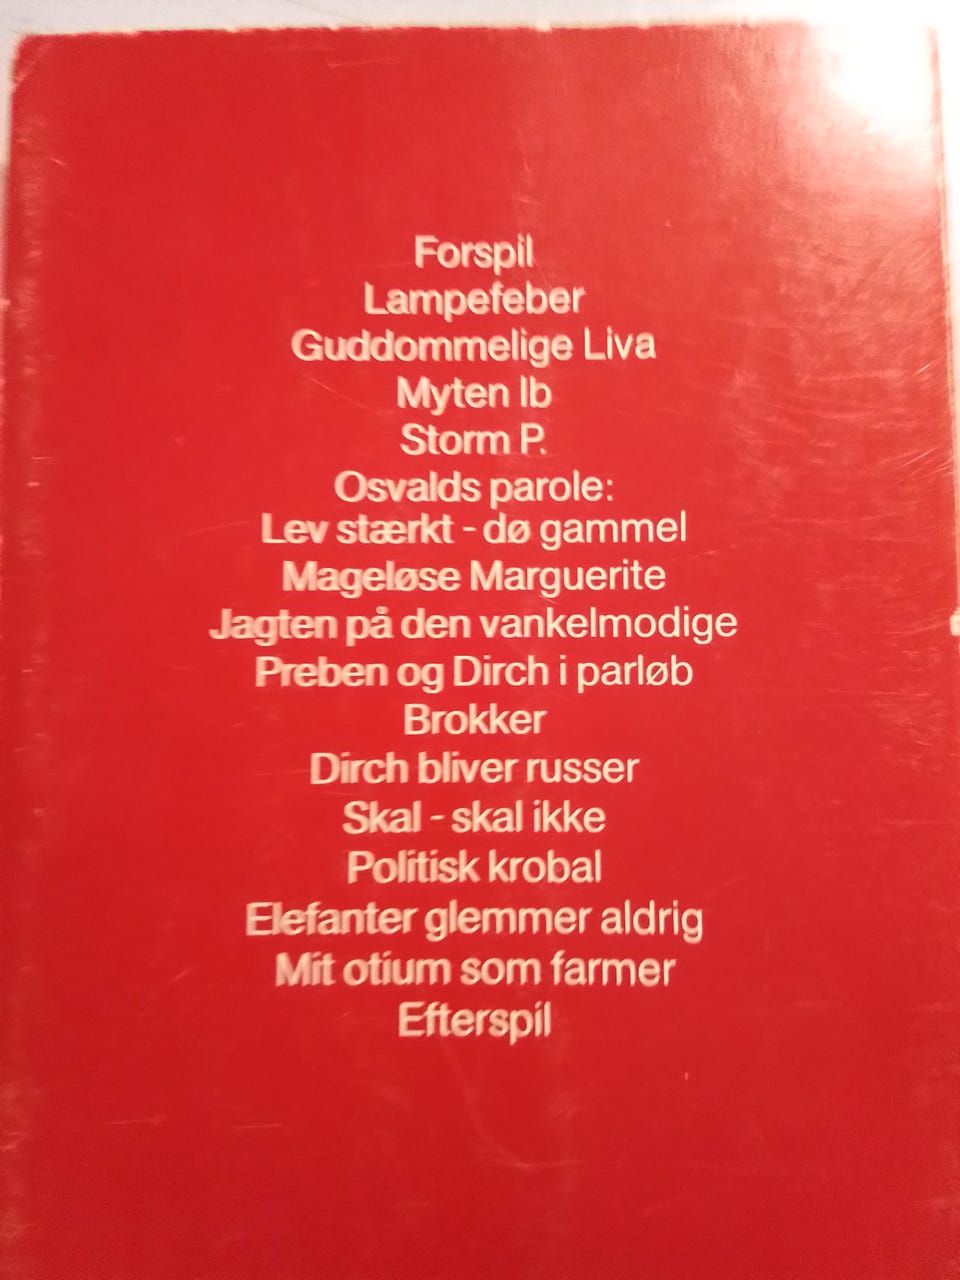 Forspil
Lampefeber
Guddommelige Liva
Myten Ib
Storm P.
Osvalds parole:
Lev stærkt - dø gammel
Mageløse Marguerite
Jagten på den vankelmodige
Preben og Dirch i parløb
Brokker
Dirch bliver russer
Skal - skal ikke
Politisk krobal
Elefanter glemmer aldrig
Mit otium som farmer
Efterspil